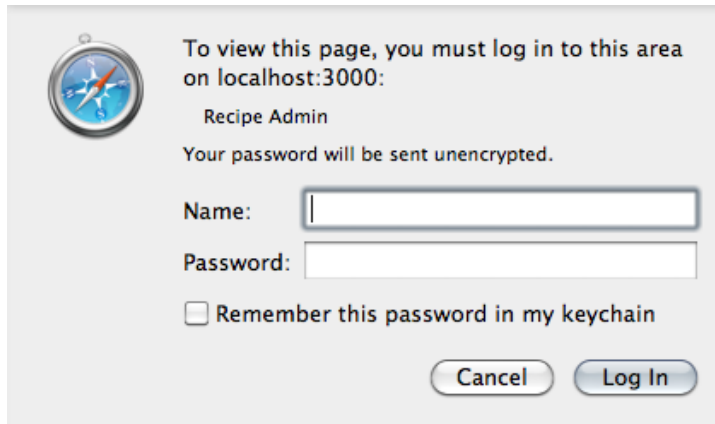 To view this page, you must log in to this area
on localhost:3000:
Recipe Admin
Your password will be sent unencrypted.
Name:
Password:
Remember this password in my keychain
Cancel Log In